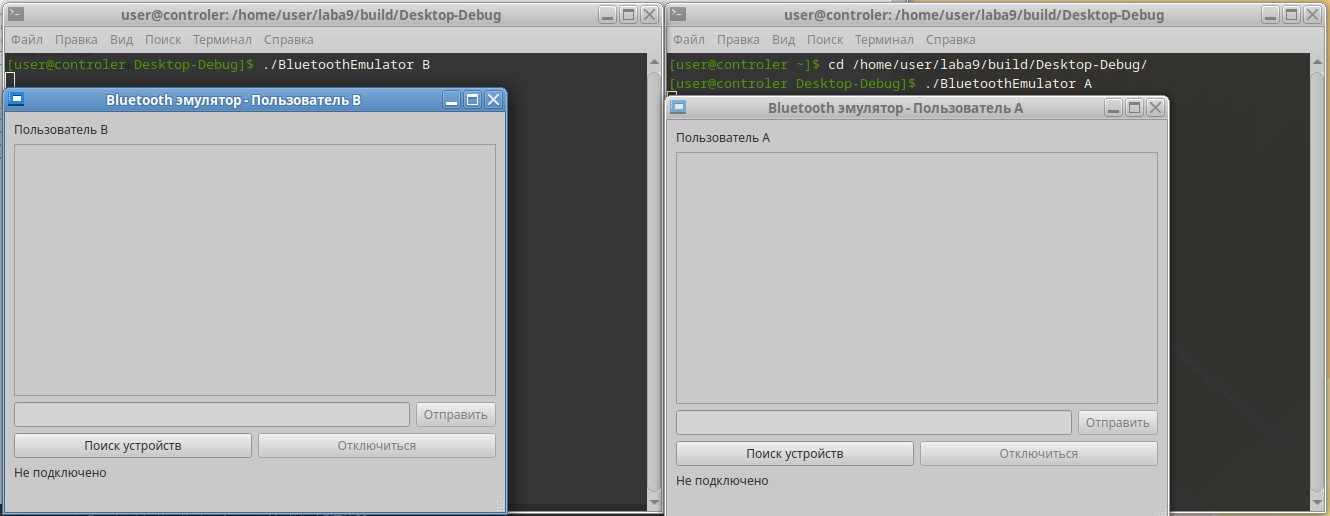 user@controler: /home/user/laba9/build/Desktop-Debug
Файл Правка Вид Поиск Терминал Справка
[user@controler Desktop-Debug]$ ./BluetoothEmulator B
Bluetooth эмулятор - Пользователь B
Пользователь B
Отправить
Поиск устройств Отключиться
Не подключено
user@controler: /home/user/laba9/build/Desktop-Debug
Файл Правка Вид Поиск Терминал Справка
[user@controler ~]$ cd /home/user/laba9/build/Desktop-Debug/
[user@controler Desktop-Debug]$ ./BluetoothEmulator A
Bluetooth эмулятор - Пользователь A
Пользователь A
Отправить
Поиск устройств Отключиться
Не подключено